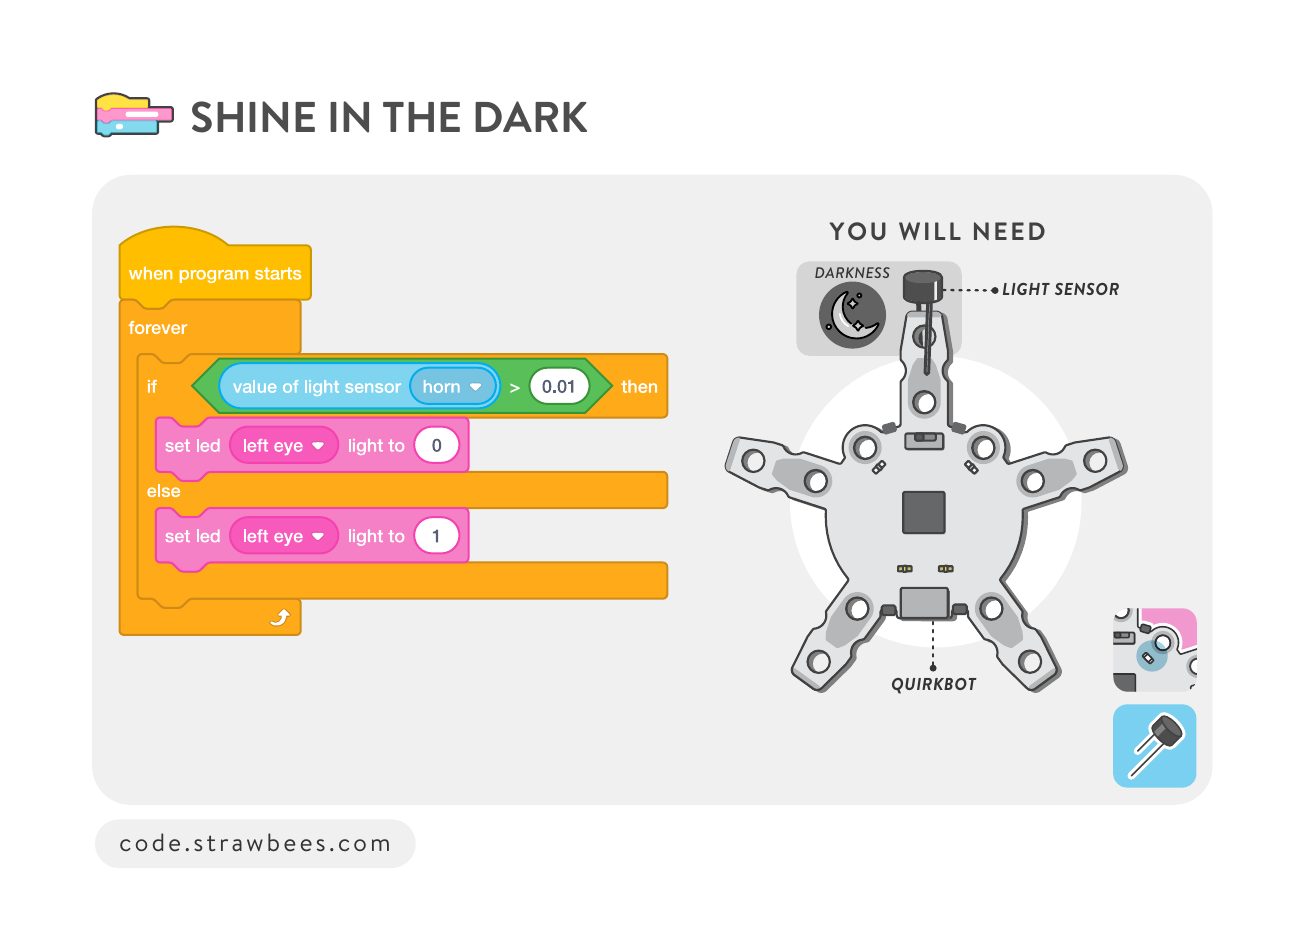 SHINE IN THE DARK
when program starts
forever
if value of light sensor horn > 0.01 then
set led left eye light to 0
else
set led left eye light to 1
YOU WILL NEED
DARKNESS
LIGHT SENSOR
QUIRKBOT
code.strawbees.com